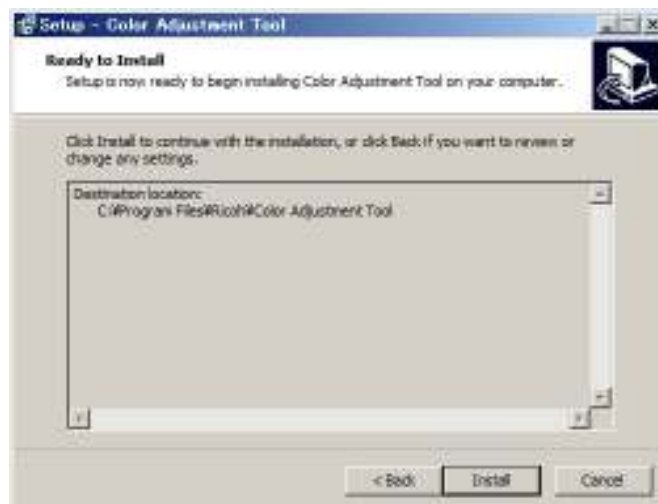 Setup - Color Adjustment Tool
Ready to Install
Setup is now ready to begin installing Color Adjustment Tool on your computer.
Click Install to continue with the installation, or click Back if you want to review or
change any settings.
Destination location:
C:¥Program Files¥Ricoh¥Color Adjustment Tool
< Back
Install
Cancel